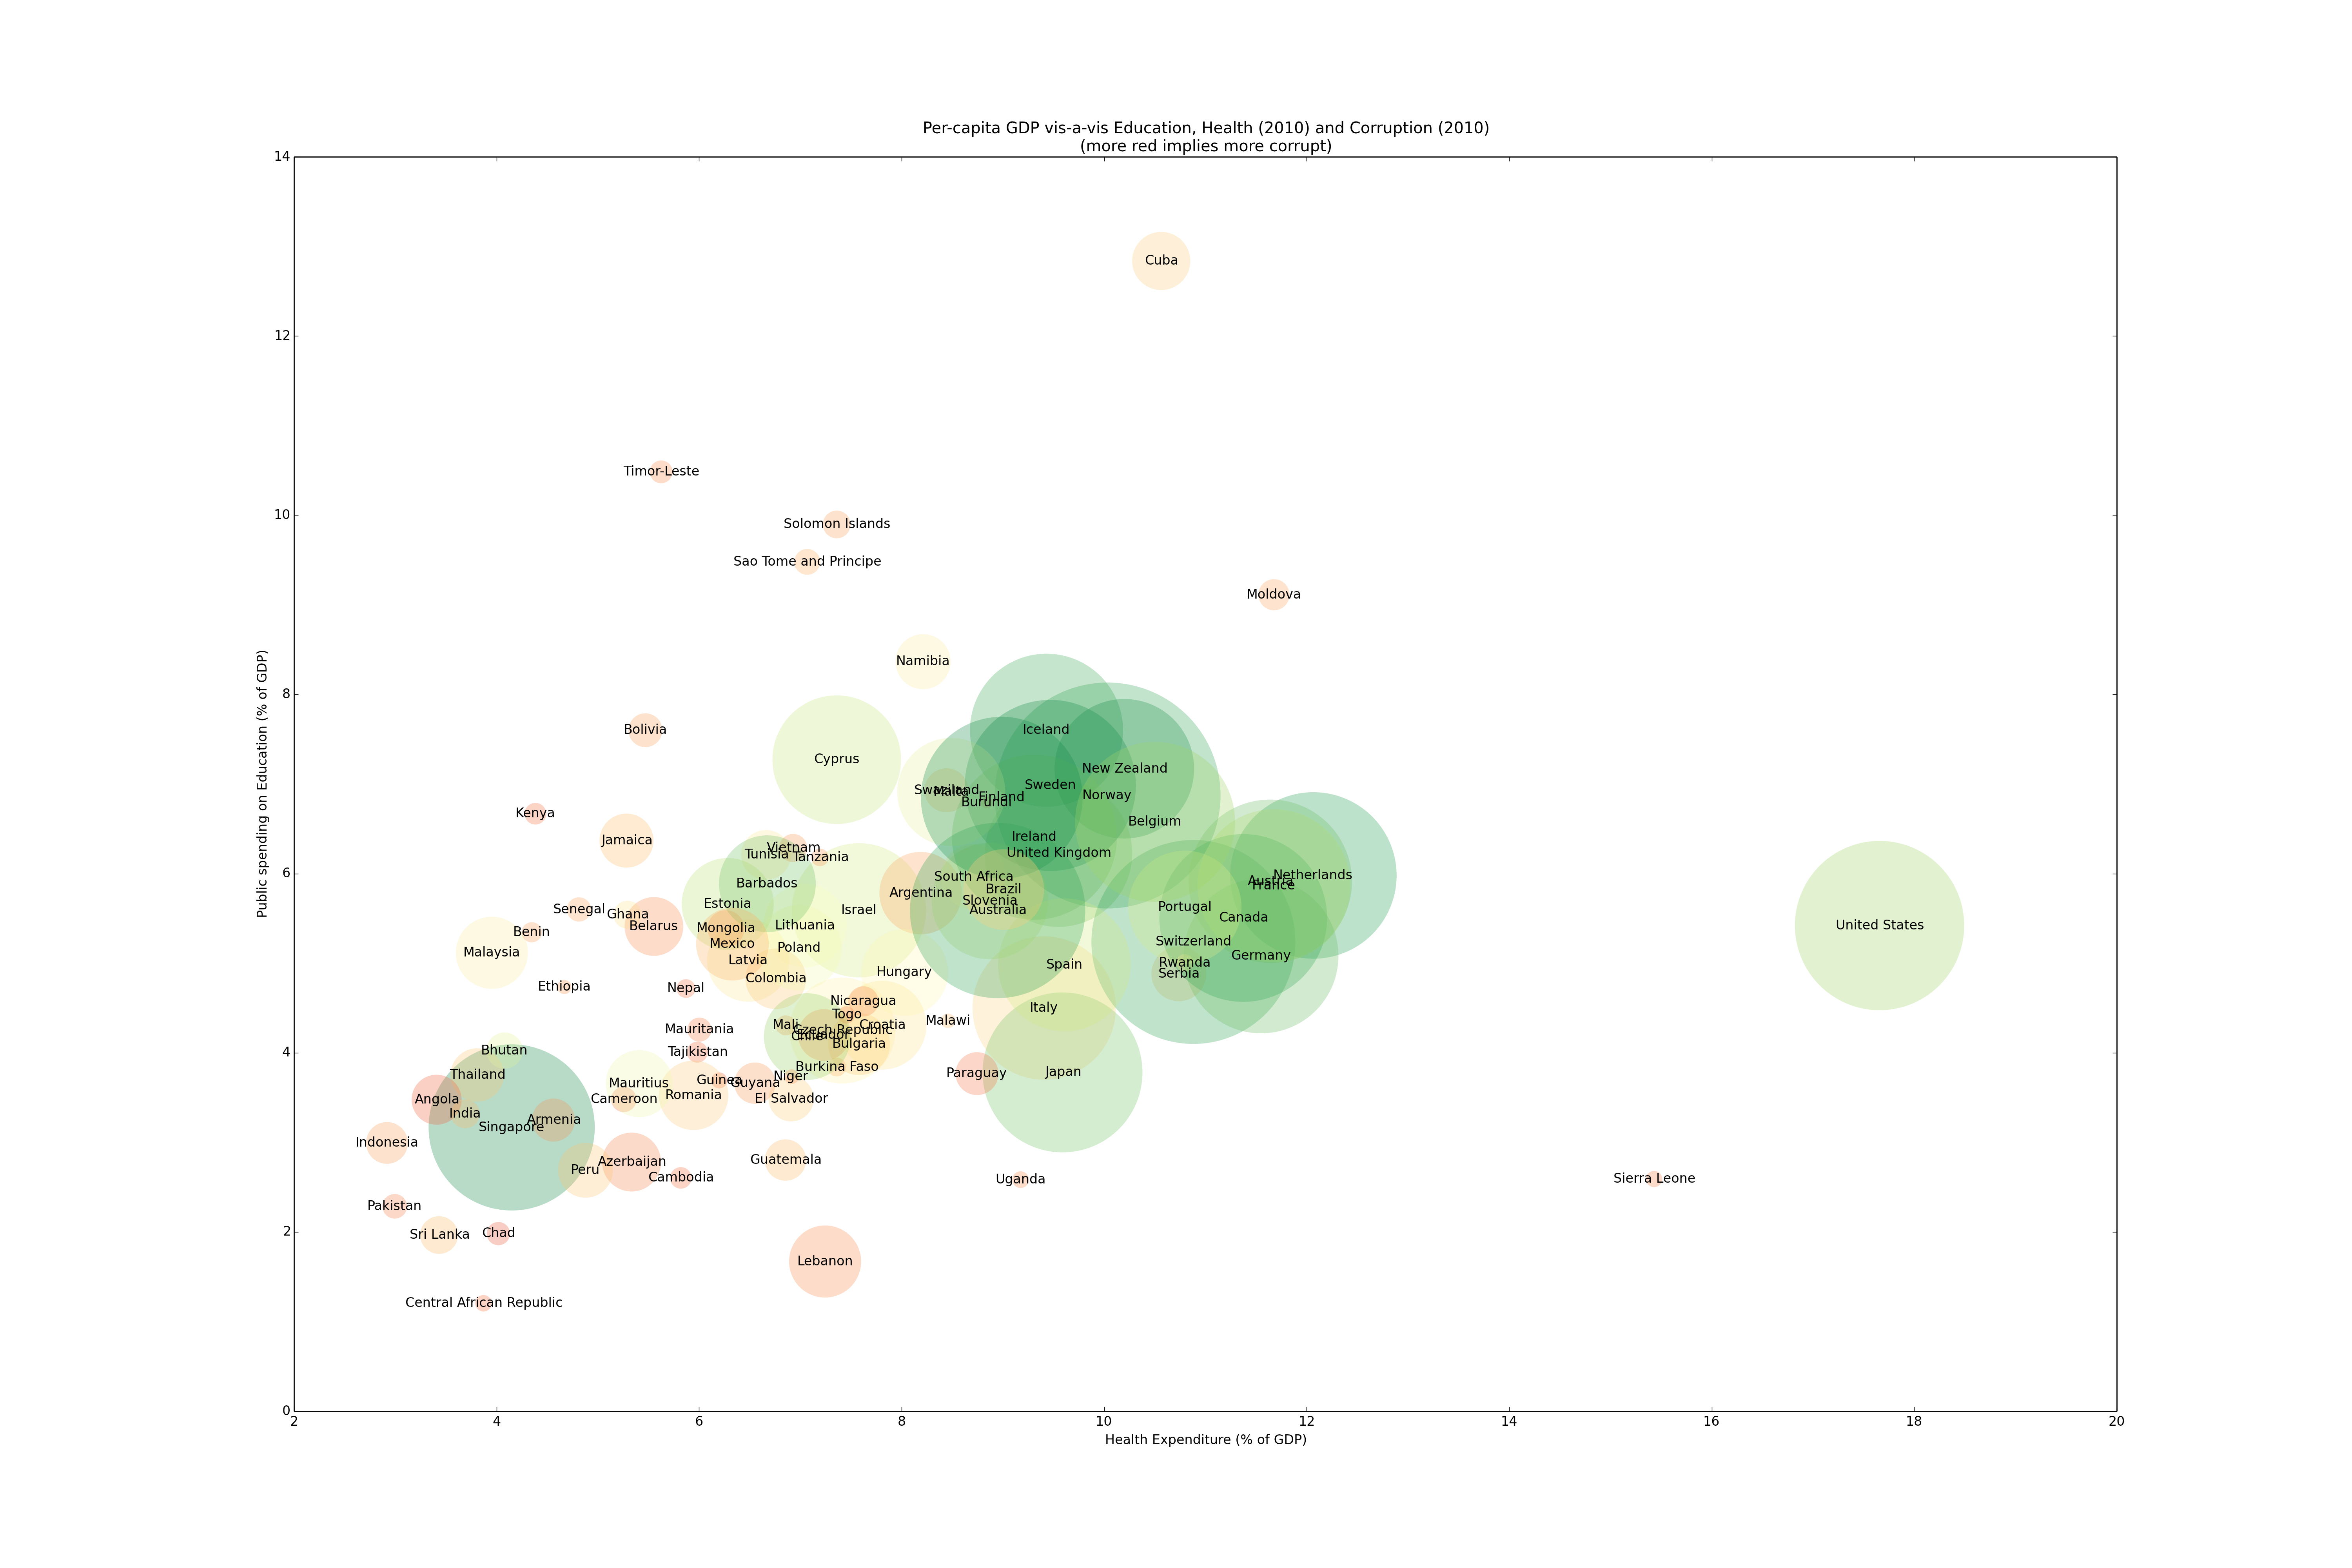 Per-capita GDP vis-a-vis Education, Health (2010) and Corruption (2010)
(more red implies more corrupt)
14
12
10
8
6
4
2
0
Public spending on Education (% of GDP)
Cuba
Timor-Leste
Solomon Islands
Sao Tome and Principe
Moldova
Namibia
Bolivia
Iceland
Cyprus
New Zealand
Sweden
Swaziland
Malta
Finland
Norway
Burundi
Kenya
Belgium
Ireland
Jamaica
Vietnam
United Kingdom
Tunisia
Tanzania
South Africa
Netherlands
Barbados
Austria
France
Brazil
Argentina
Slovenia
Estonia
Portugal
Senegal
Israel
Australia
Ghana
Canada
Lithuania
United States
Belarus
Mongolia
Benin
Mexico
Switzerland
Poland
Malaysia
Germany
Latvia
Rwanda
Spain
Hungary
Serbia
Colombia
Ethiopia
Nepal
Nicaragua
Italy
Togo
Malawi
Mali
Croatia
Mauritania
Czech Republic
Ecuador
Chile
Bulgaria
Bhutan
Tajikistan
Burkina Faso
Thailand
Paraguay
Japan
Niger
Guinea
Mauritius
Guyana
Romania
Angola
Cameroon
El Salvador
India
Armenia
Singapore
Indonesia
Guatemala
Azerbaijan
Peru
Cambodia
Uganda
Sierra Leone
Pakistan
Sri Lanka
Chad
Lebanon
Central African Republic
2
4
6
8
10
12
14
16
18
20
Health Expenditure (% of GDP)